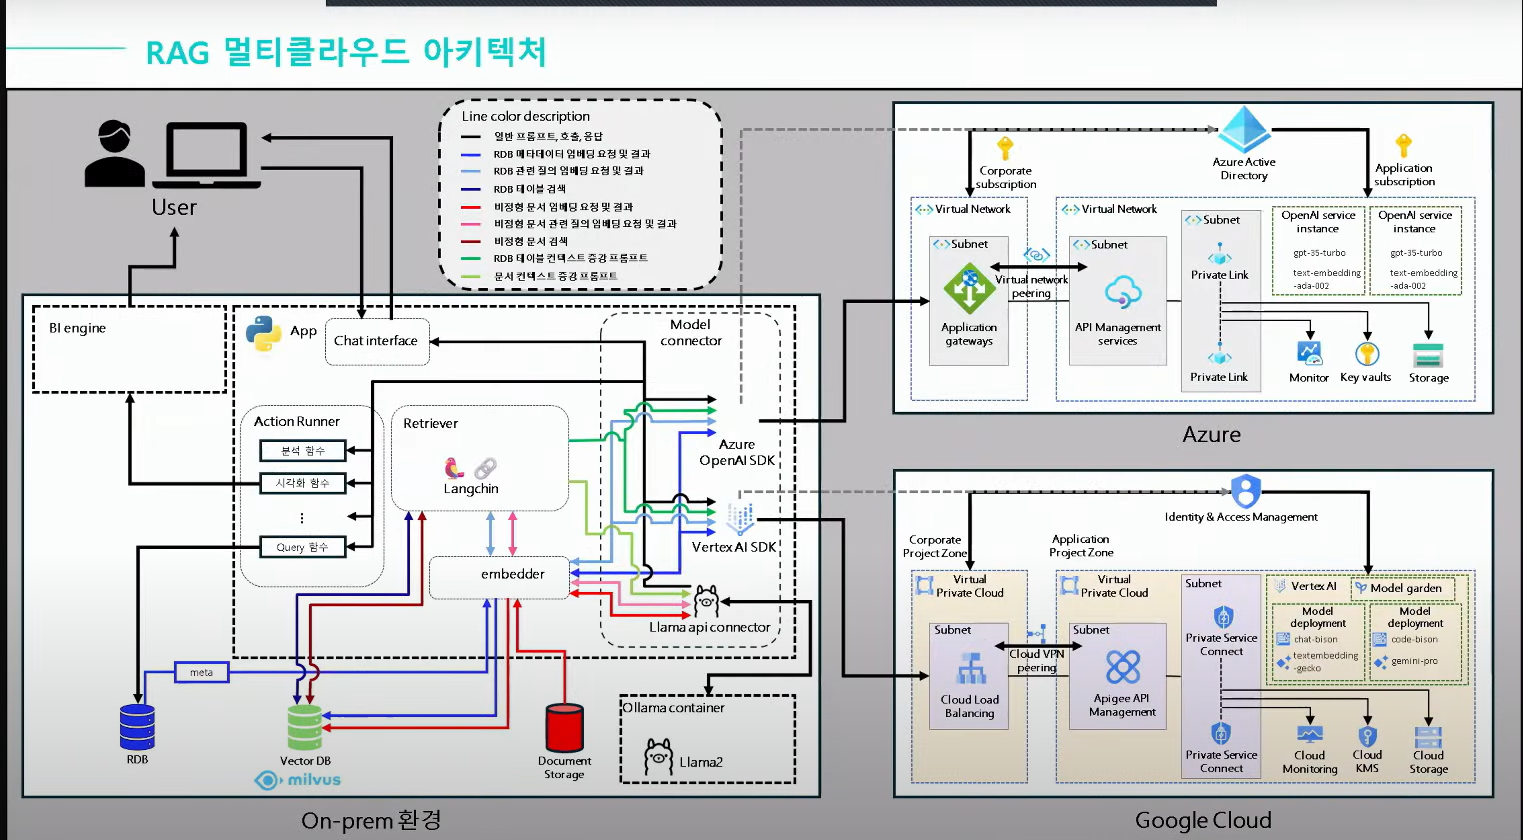 RAG 멀티클라우드 아키텍처
User
Line color description
일반 프롬프트, 호출, 응답
RDB 메타데이터 임베딩 요청 및 결과
RDB 관련 질의 임베딩 요청 및 결과
RDB 테이블 검색
비정형 문서 임베딩 요청 및 결과
비정형 문서 관련 질의 임베딩 요청 및 결과
비정형 문서 검색
RDB 테이블 컨텍스트 증강 프롬프트
문서 컨텍스트 증강 프롬프트
BI engine
App
Chat interface
Model
connector
Action Runner
분석 함수
시각화 함수
⋮
Query 함수
Retriever
Langchin
embedder
Azure
OpenAI SDK
Vertex AI SDK
Llama api connector
meta
RDB
Vector DB
milvus
Document
Storage
Ollama container
Llama2
On-prem 환경
Azure Active
Directory
Corporate
subscription
Application
subscription
Virtual Network
Subnet
Application
gateways
Virtual network
peering
Virtual Network
Subnet
API Management
services
Subnet
Private Link
Private Link
OpenAI service
instance
gpt-35-turbo
text-embedding
-ada-002
OpenAI service
instance
gpt-35-turbo
text-embedding
-ada-002
Monitor
Key vaults
Storage
Azure
Identity & Access Management
Corporate
Project Zone
Application
Project Zone
Virtual
Private Cloud
Subnet
Cloud Load
Balancing
Cloud VPN
peering
Virtual
Private Cloud
Subnet
Apigee API
Management
Subnet
Private Service
Connect
Private Service
Connect
Vertex AI
Model garden
Model
deployment
chat-bison
textembedding
-gecko
Model
deployment
code-bison
gemini-pro
Cloud
Monitoring
Cloud
KMS
Cloud
Storage
Google Cloud